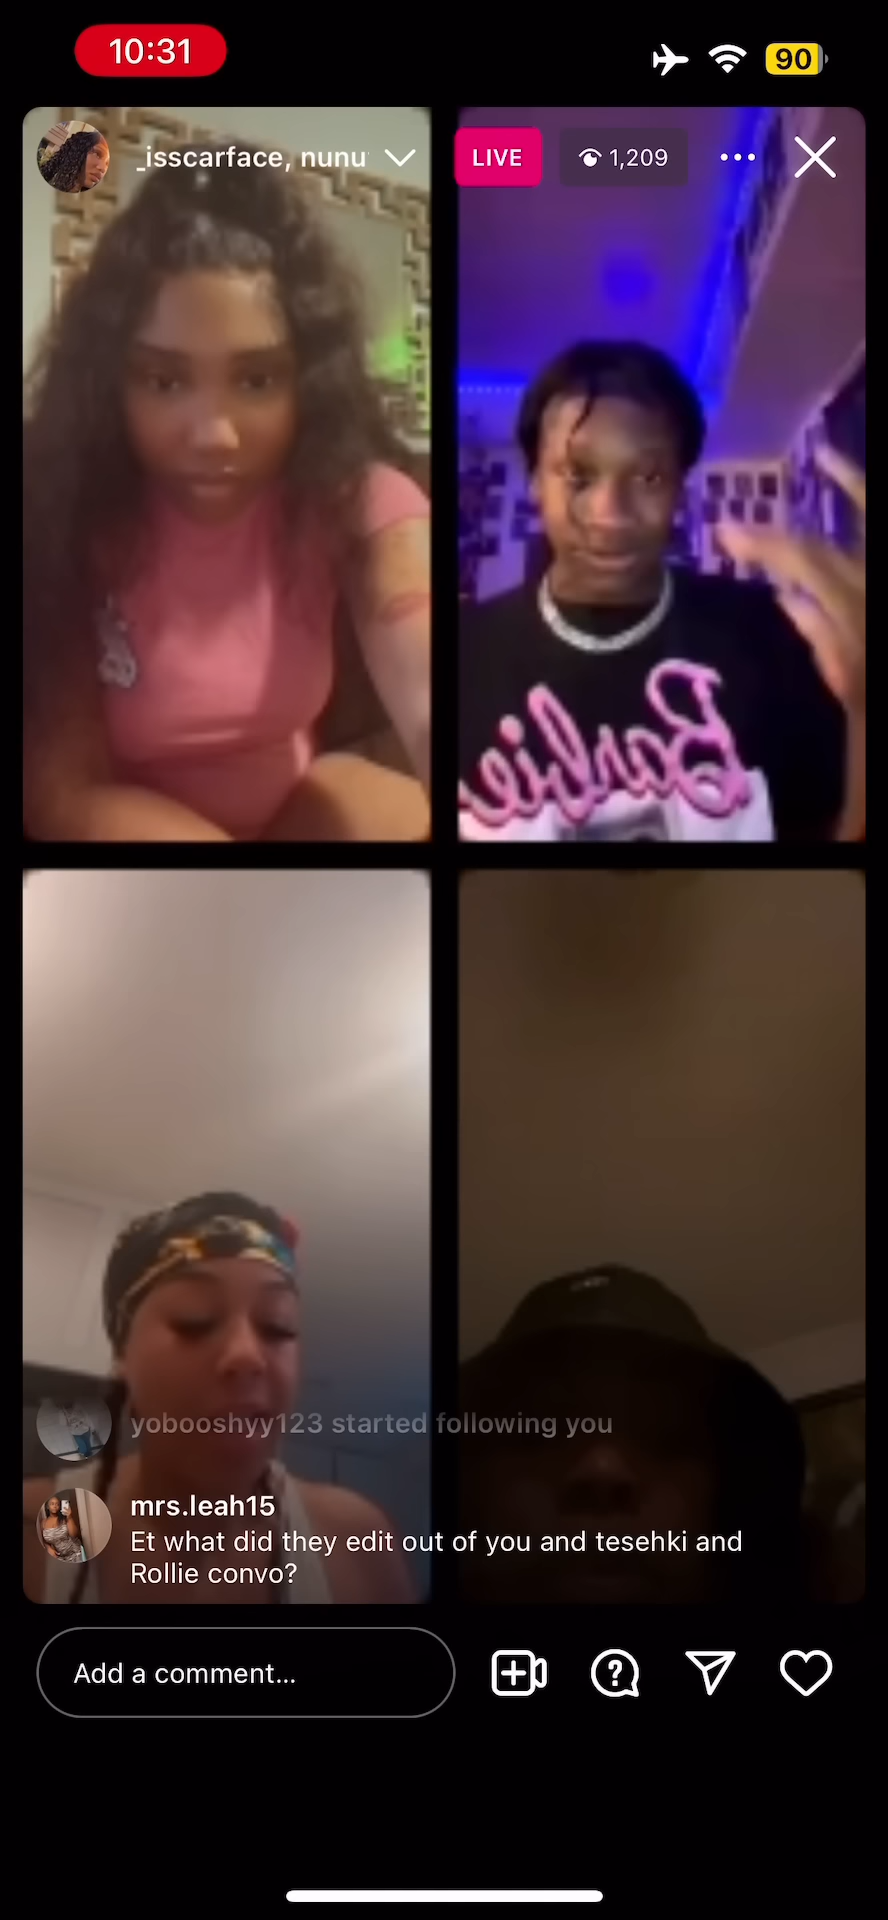 10:31
90
_isscarface, nunu
LIVE
1,209
Barbie
yobooshyy123 started following you
mrs.leah15
Et what did they edit out of you and tesehki and
Rollie convo?
Add a comment...